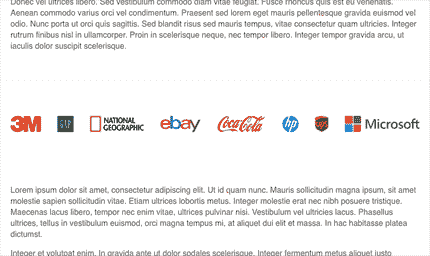 Donec vel ultrices libero. Sed vestibulum commodo diam vitae feugiat. Fusce rhoncus quis est eu venenatis.
Aenean commodo varius orci vel condimentum. Praesent sed lorem eget mauris pellentesque gravida euismod vel
odio. Nunc porta ut orci quis sagittis. Sed blandit risus sed mauris tempus, vitae consectetur quam ultricies. Integer
rutrum finibus nisl in ullamcorper. Proin in scelerisque neque, nec tempor libero. Integer tempor gravida arcu, ut
iaculis dolor suscipit scelerisque.
3M GAP NATIONAL GEOGRAPHIC ebay Coca-Cola hp ups Microsoft
Lorem ipsum dolor sit amet, consectetur adipiscing elit. Ut id quam nunc. Mauris sollicitudin magna ipsum, sit amet
molestie sapien sollicitudin vitae. Etiam ultrices lobortis metus. Integer molestie erat nec nibh posuere tristique.
Maecenas lacus libero, tempor nec enim vitae, ultrices pulvinar nisi. Vestibulum vel ultricies lacus. Phasellus
ultrices, tellus in vestibulum euismod, orci magna tempus mi, at aliquet dui elit et massa. In hac habitasse platea
dictumst.
Integer et volutpat enim. In gravida ante ut dolor sodales scelerisque. Integer fermentum metus aliquet justo